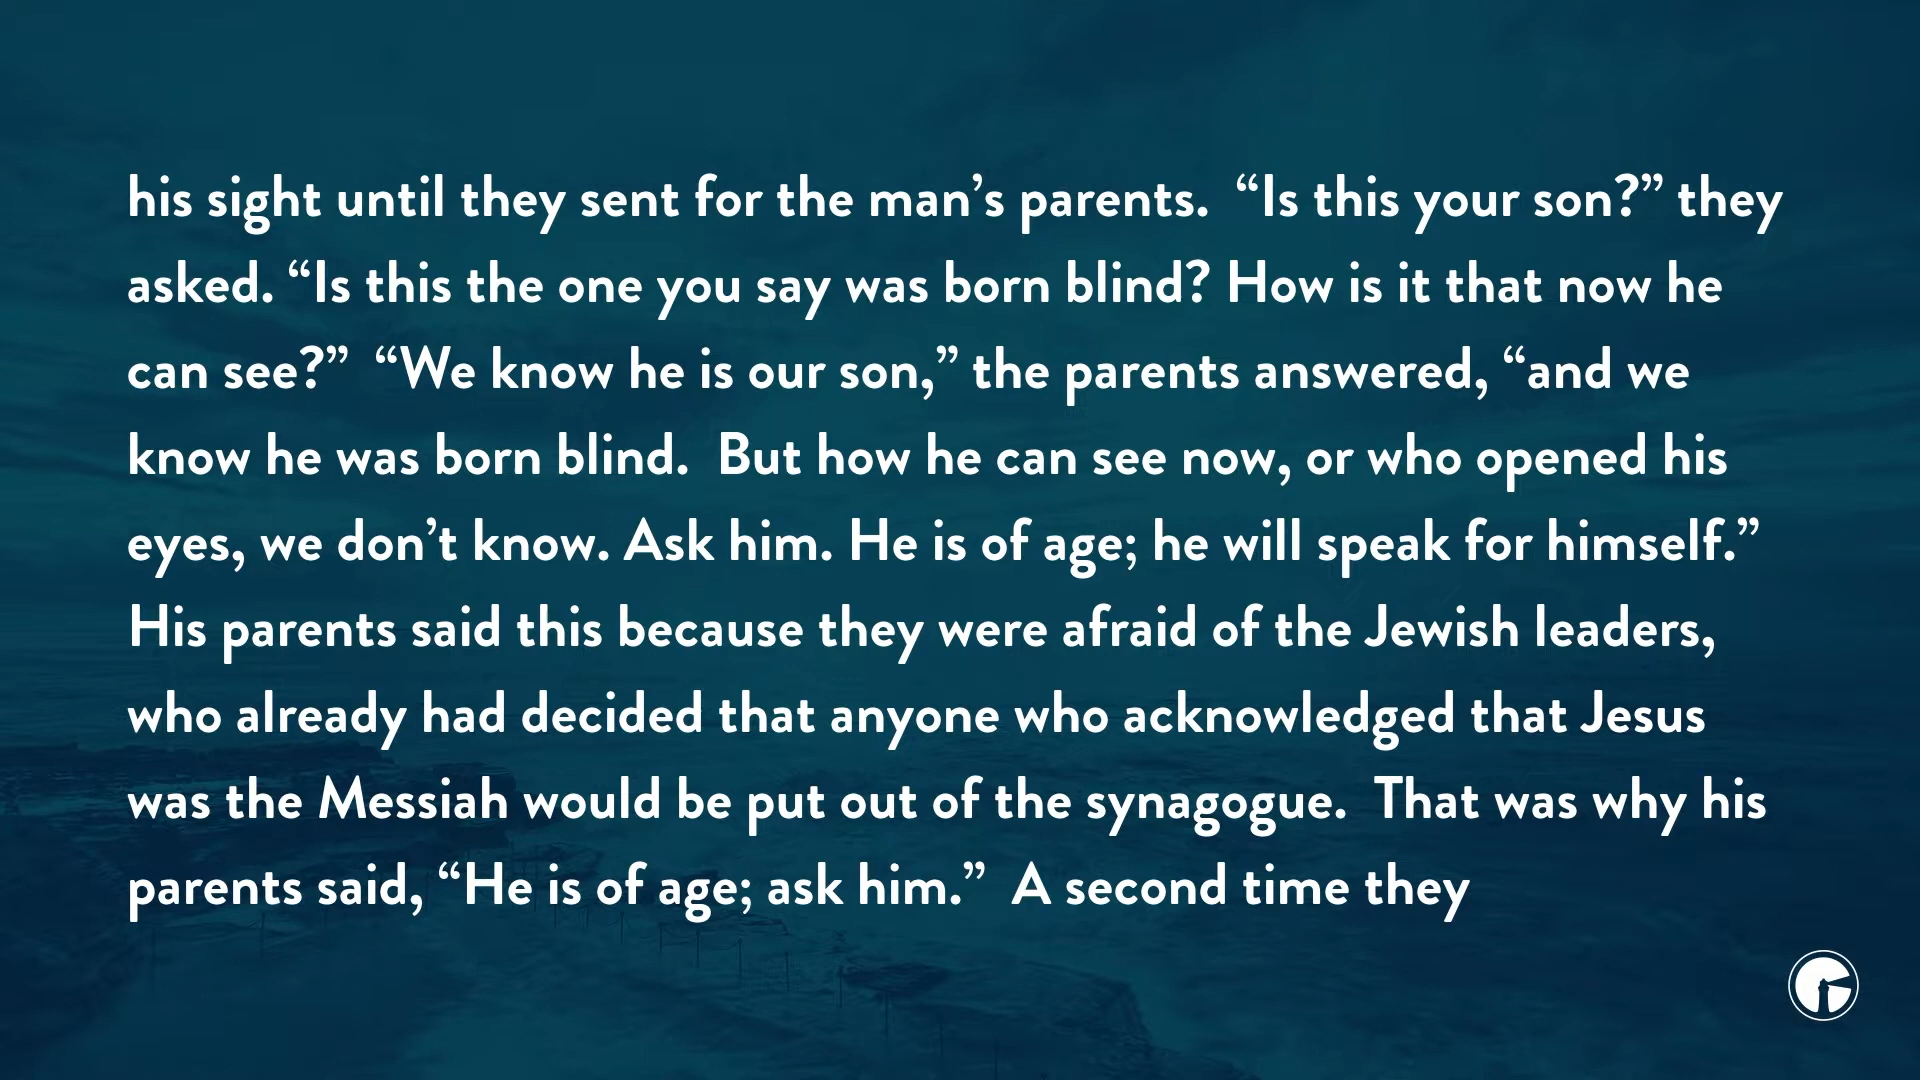 his sight until they sent for the man’s parents.  “Is this your son?” they
asked. “Is this the one you say was born blind? How is it that now he
can see?”  “We know he is our son,” the parents answered, “and we
know he was born blind.  But how he can see now, or who opened his
eyes, we don’t know. Ask him. He is of age; he will speak for himself.”
His parents said this because they were afraid of the Jewish leaders,
who already had decided that anyone who acknowledged that Jesus
was the Messiah would be put out of the synagogue.  That was why his
parents said, “He is of age; ask him.”  A second time they